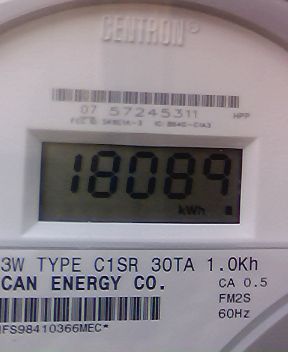 CENTRON®
07 57245311 HPP
18089
kWh
3W TYPE C1SR 30TA 1.0Kh
CAN ENERGY CO. CA 0.5
FM2S
60Hz